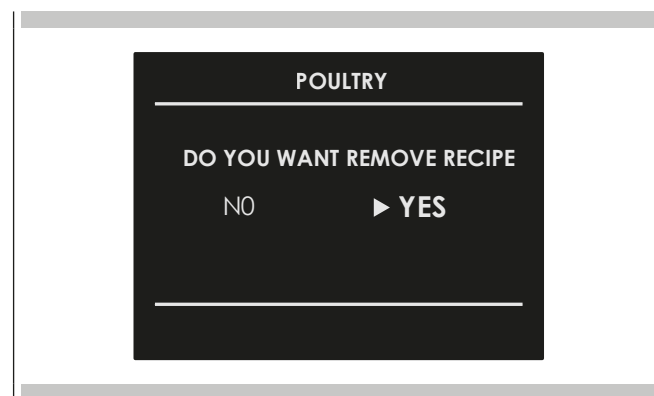 POULTRY
DO YOU WANT REMOVE RECIPE
N0 ▶ YES